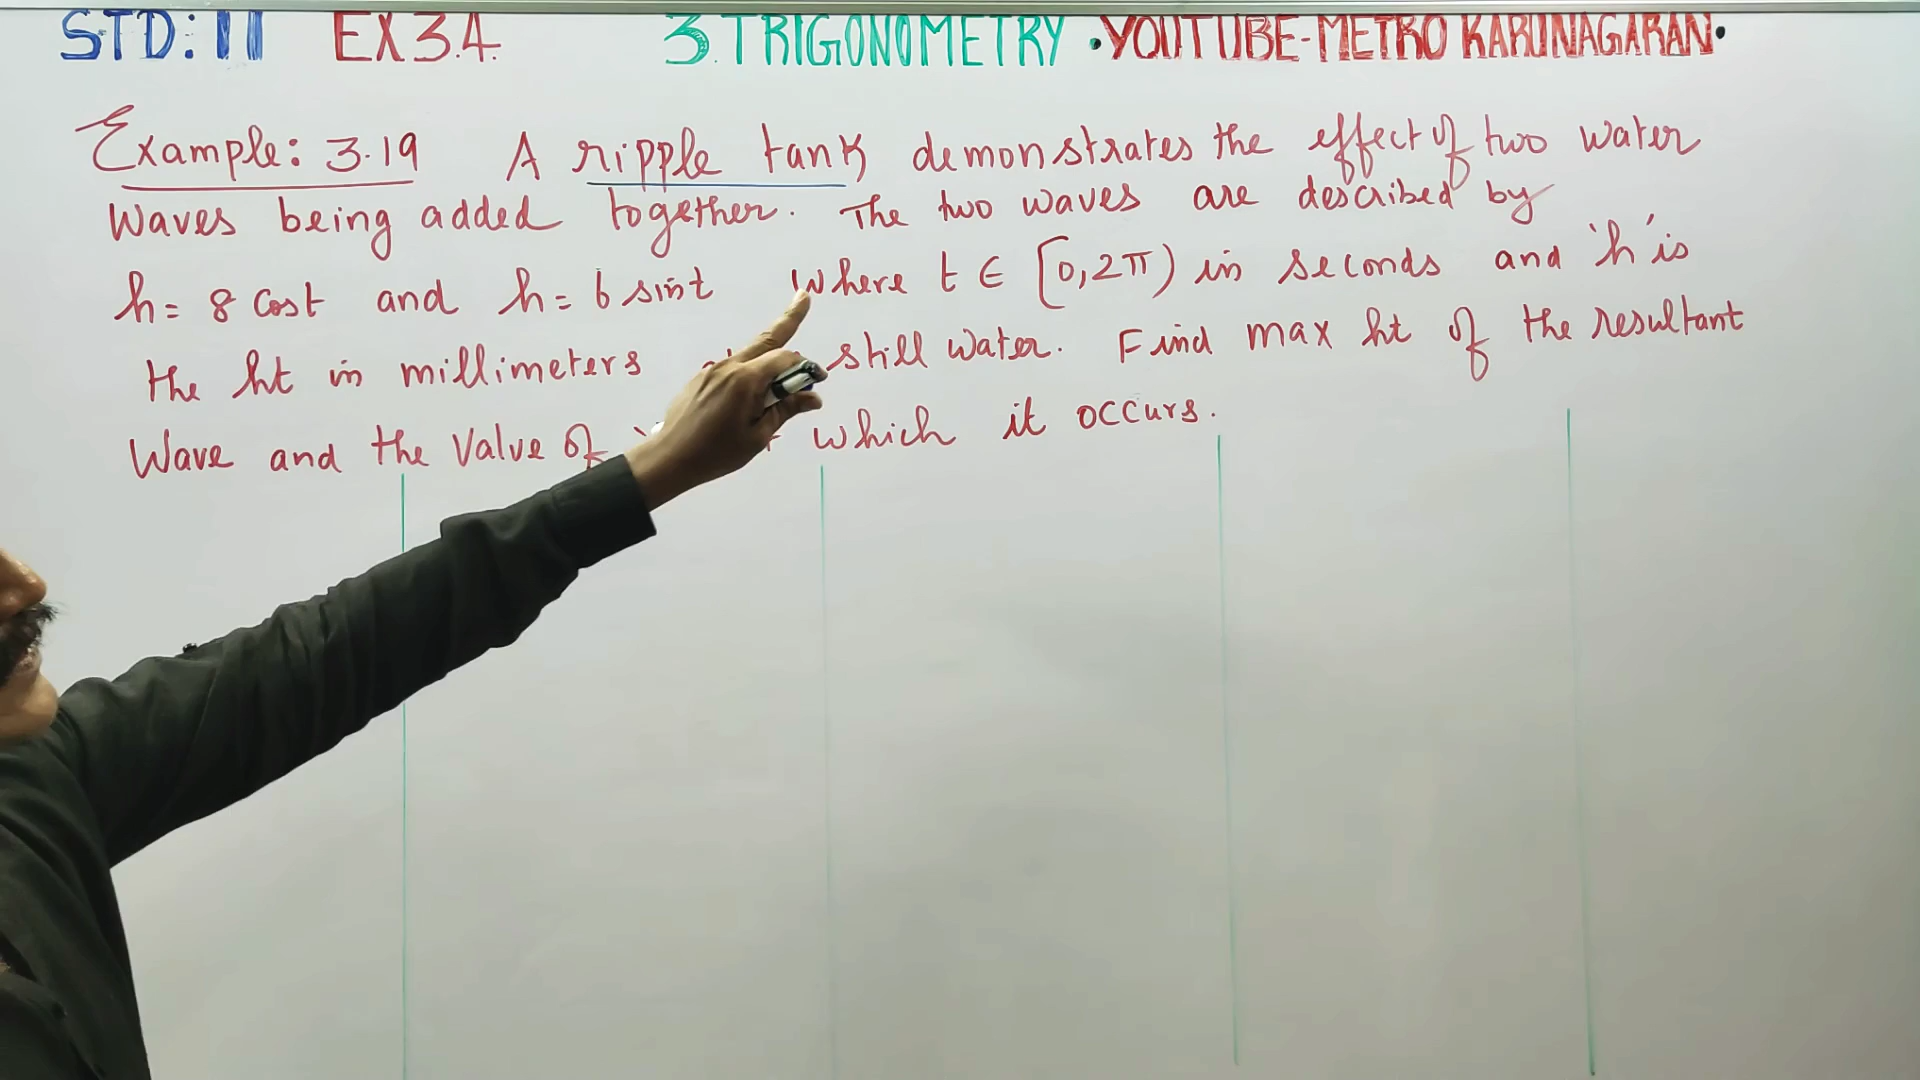 STD: 11 EX 3.4. 3. TRIGONOMETRY • YOUTUBE-METRO KARUNAGARAN •
Example: 3.19 A ripple tank demonstrates the effect of two water
waves being added together. The two waves are described by
h = 8 cost and h = 6 sint where t ∈ [0,2π) in seconds and 'h' is
the ht in millimeters still water. Find max ht of the resultant
Wave and the Value of which it occurs.